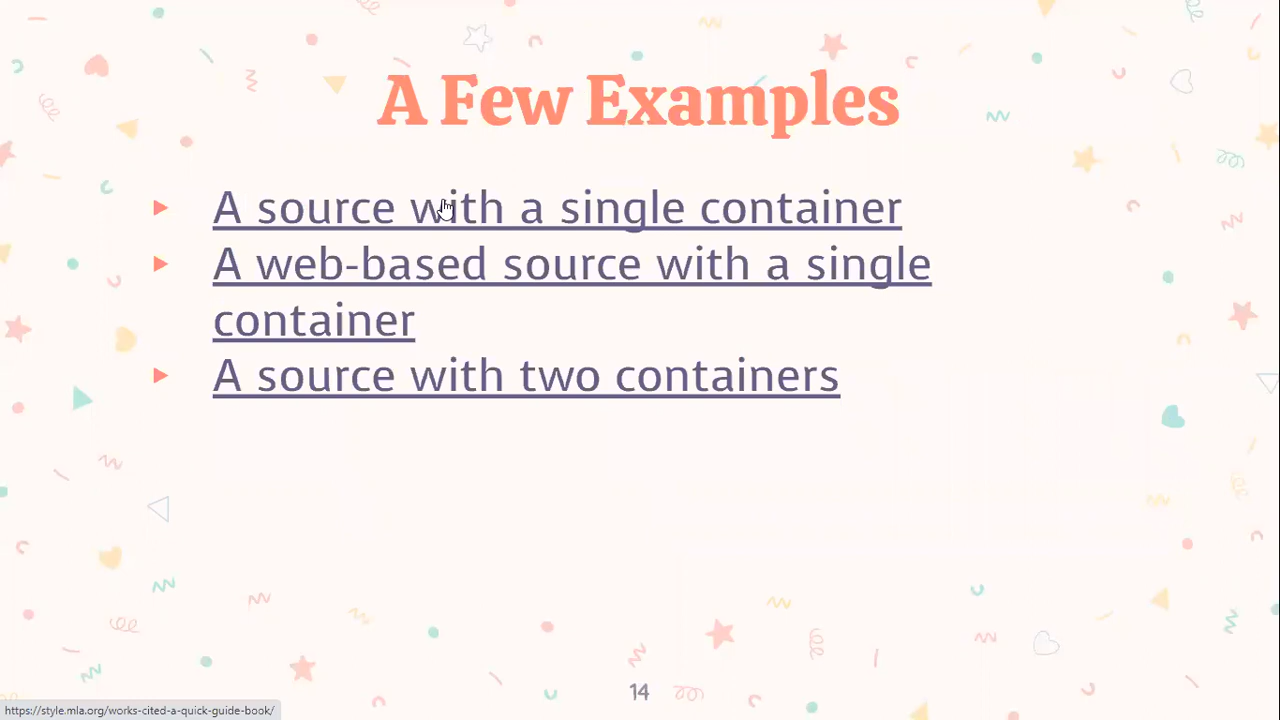 A Few Examples
A source with a single container
A web-based source with a single
container
A source with two containers
14
https://style.mla.org/works-cited-a-quick-guide-book/